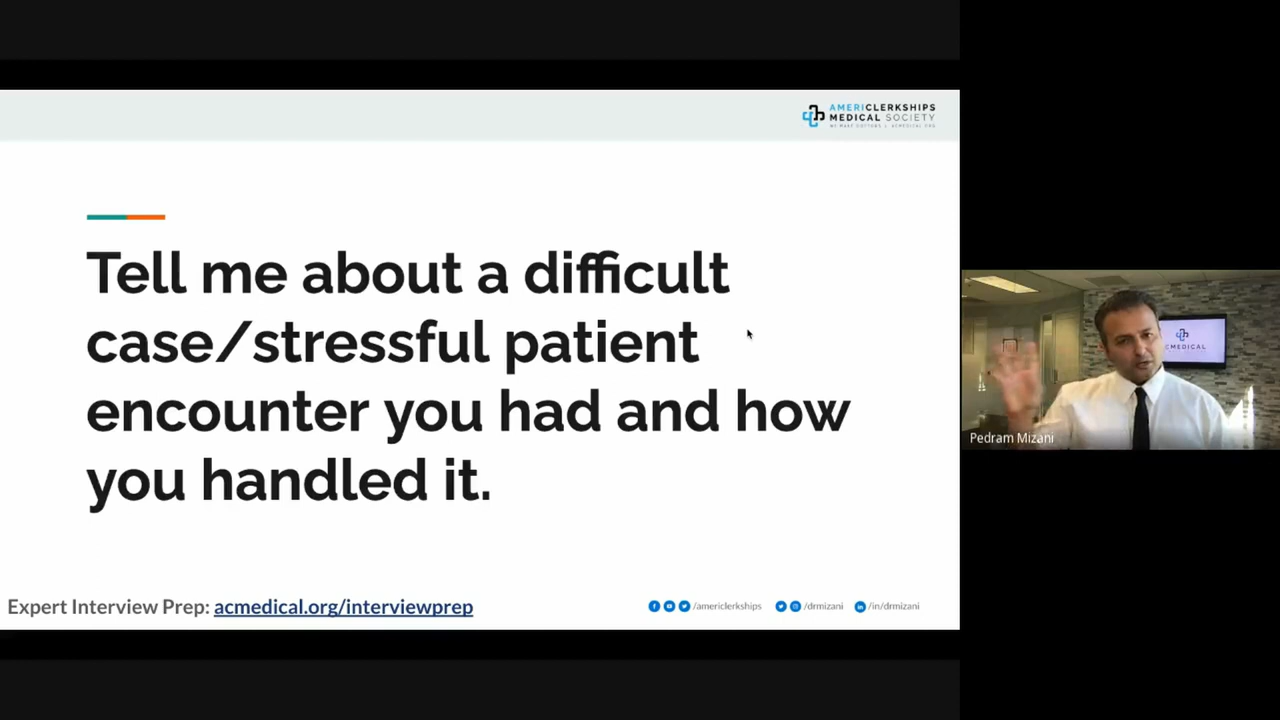 AMERICLERKSHIPS
MEDICAL SOCIETY
Tell me about a difficult
case/stressful patient
encounter you had and how
you handled it.
CMEDICAL
Pedram Mizani
Expert Interview Prep: acmedical.org/interviewprep
/americlerkships /drmizani /in/drmizani